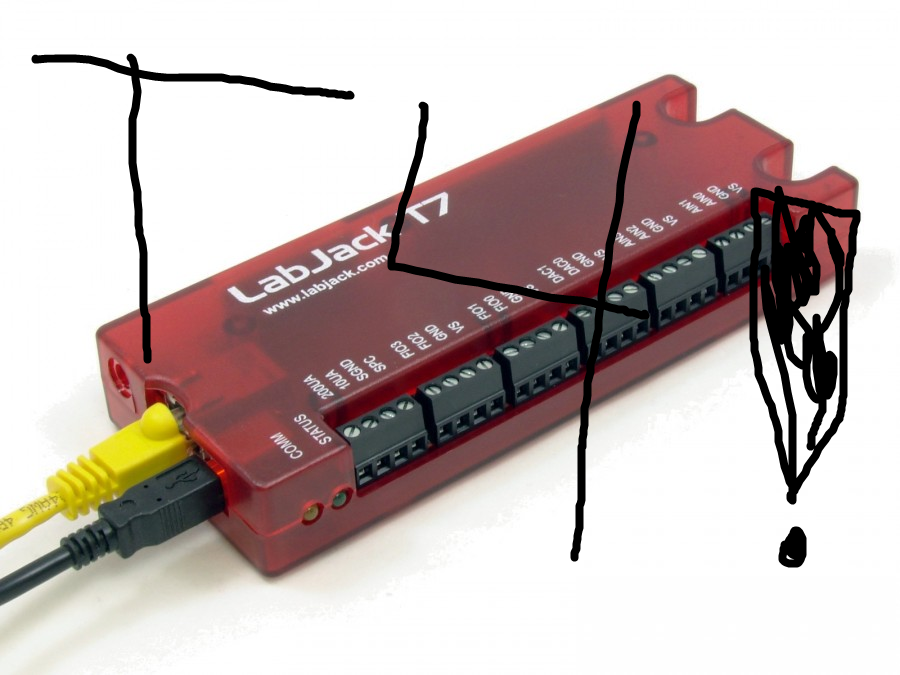 T4!
LabJack T7
www.labjack.com
VS
GND
AIN0
AIN1
VS
GND
AIN2
GND
DAC0
DAC1
FIO0
FIO1
VS
GND
FIO2
FIO3
SPC
SGND
10UA
200UA
STATUS
COMM